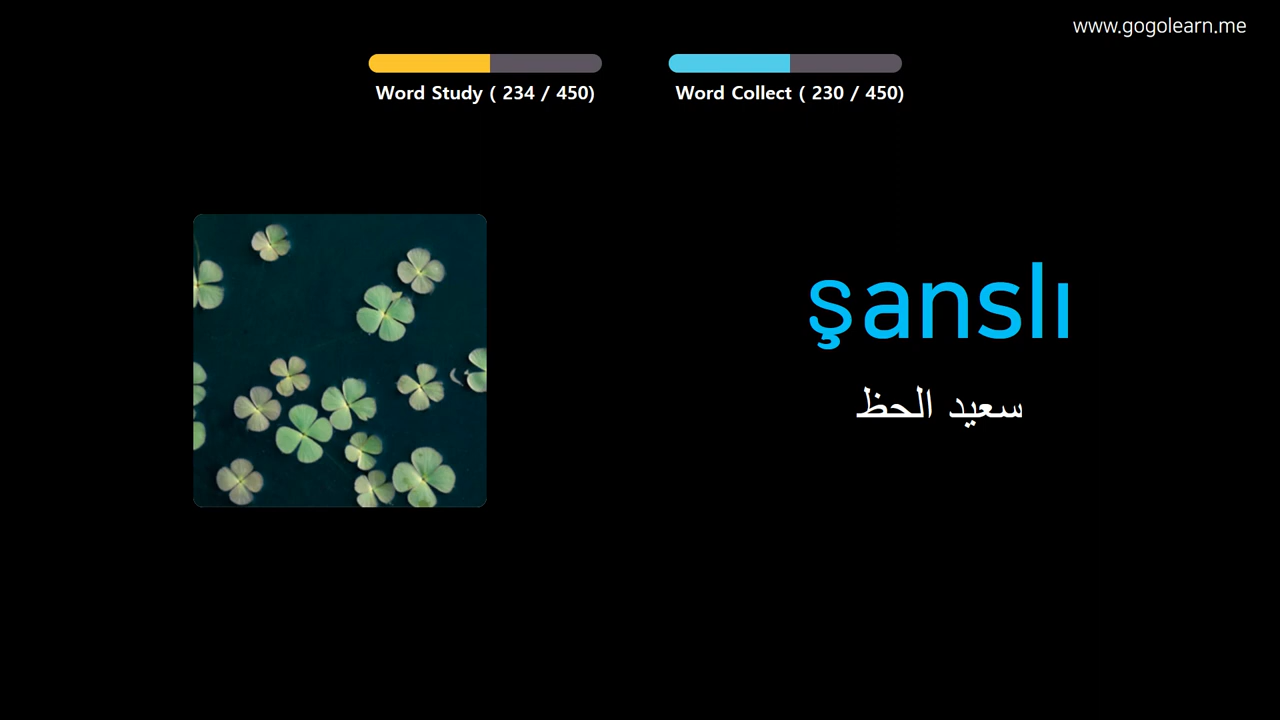 www.gogolearn.me
Word Study ( 234 / 450)
Word Collect ( 230 / 450)
şanslı
سعيد الحظ